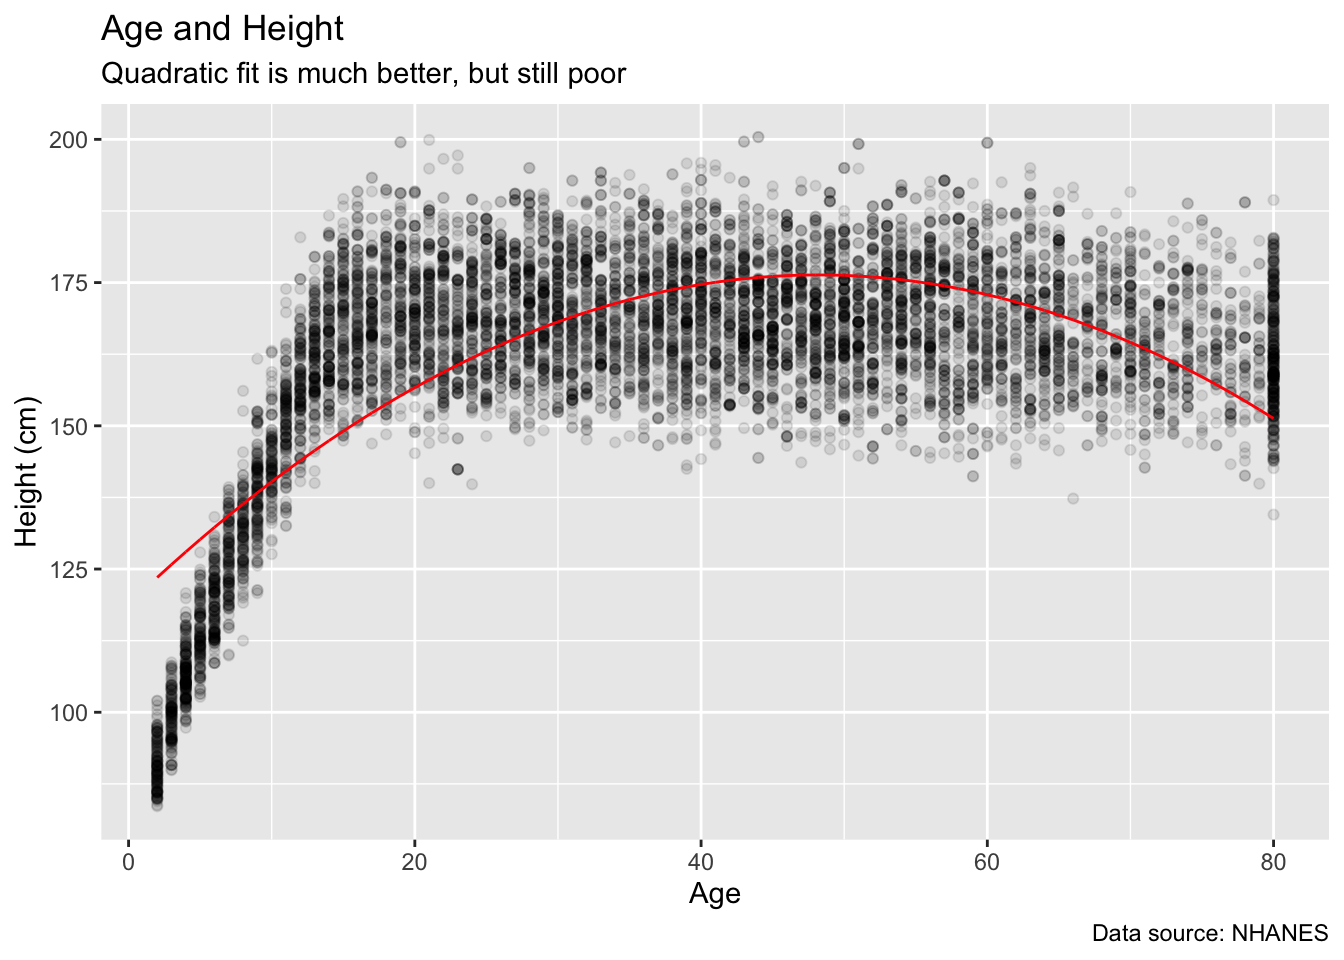 Age and Height
Quadratic fit is much better, but still poor
200
175
150
125
100
Height (cm)
0 20 40 60 80
Age
Data source: NHANES